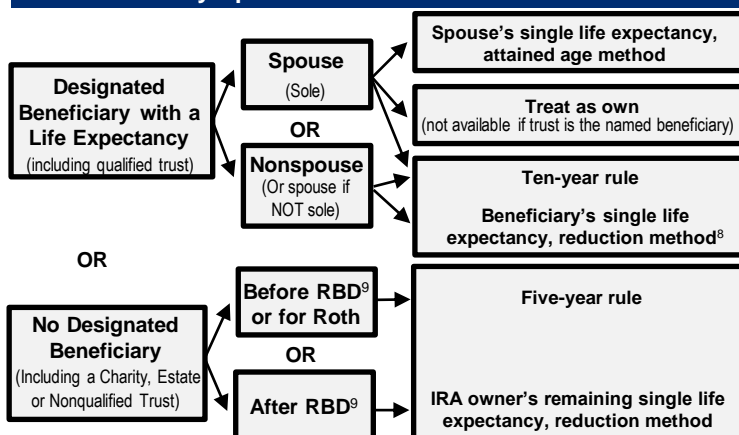 Spouse's single life expectancy,
attained age method
Spouse
(Sole)
Designated
Beneficiary with a
Life Expectancy
(including qualified trust)
Treat as own
(not available if trust is the named beneficiary)
OR
Nonspouse
(Or spouse if
NOT sole)
Ten-year rule
Beneficiary's single life
expectancy, reduction method⁸
OR
Before RBD⁹
or for Roth
Five-year rule
No Designated
Beneficiary
(Including a Charity, Estate
or Nonqualified Trust)
OR
After RBD⁹
IRA owner's remaining single life
expectancy, reduction method